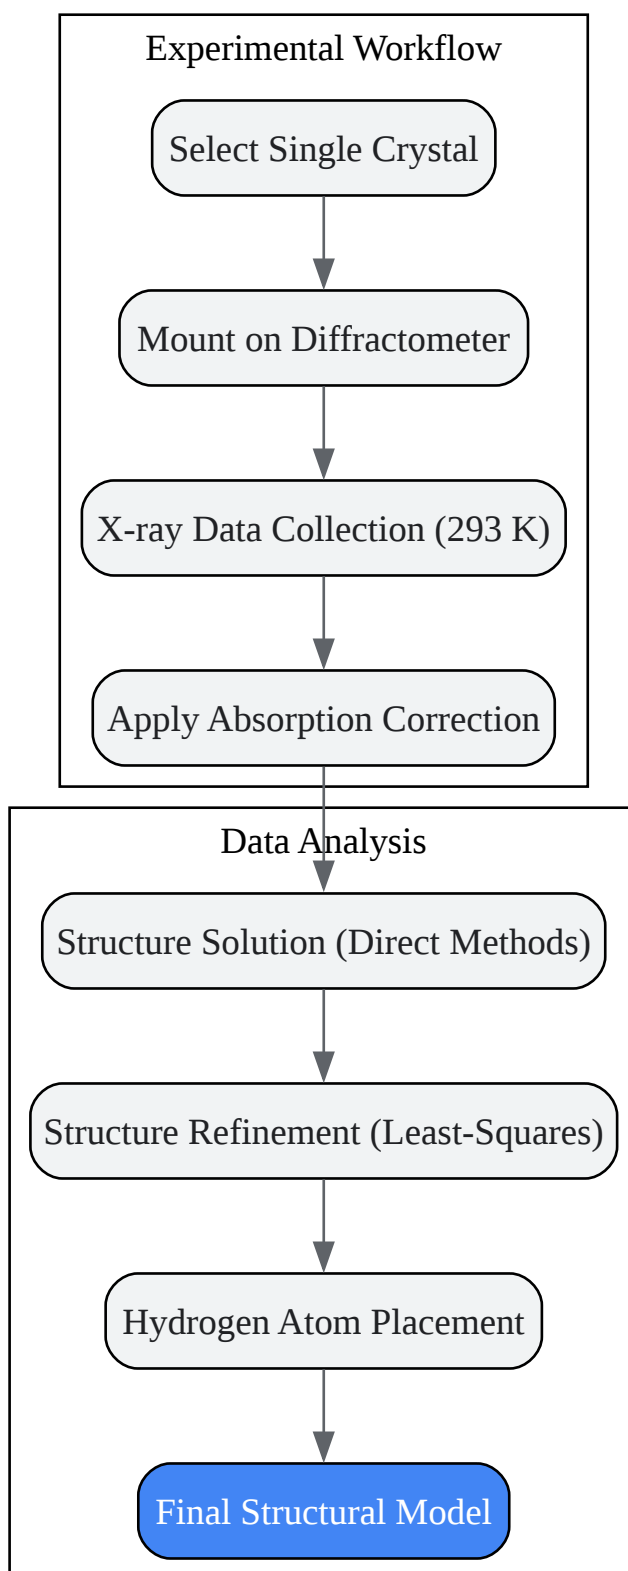 Experimental Workflow
Select Single Crystal
Mount on Diffractometer
X-ray Data Collection (293 K)
Apply Absorption Correction
Data Analysis
Structure Solution (Direct Methods)
Structure Refinement (Least-Squares)
Hydrogen Atom Placement
Final Structural Model